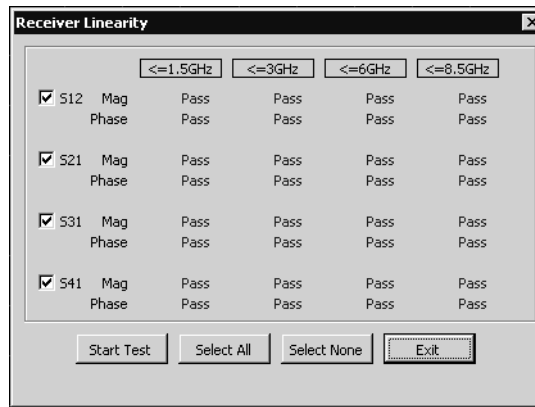 Receiver Linearity
<=1.5GHz <=3GHz <=6GHz <=8.5GHz
S12 Mag Pass Pass Pass Pass
Phase Pass Pass Pass Pass
S21 Mag Pass Pass Pass Pass
Phase Pass Pass Pass Pass
S31 Mag Pass Pass Pass Pass
Phase Pass Pass Pass Pass
S41 Mag Pass Pass Pass Pass
Phase Pass Pass Pass Pass
Start Test Select All Select None Exit